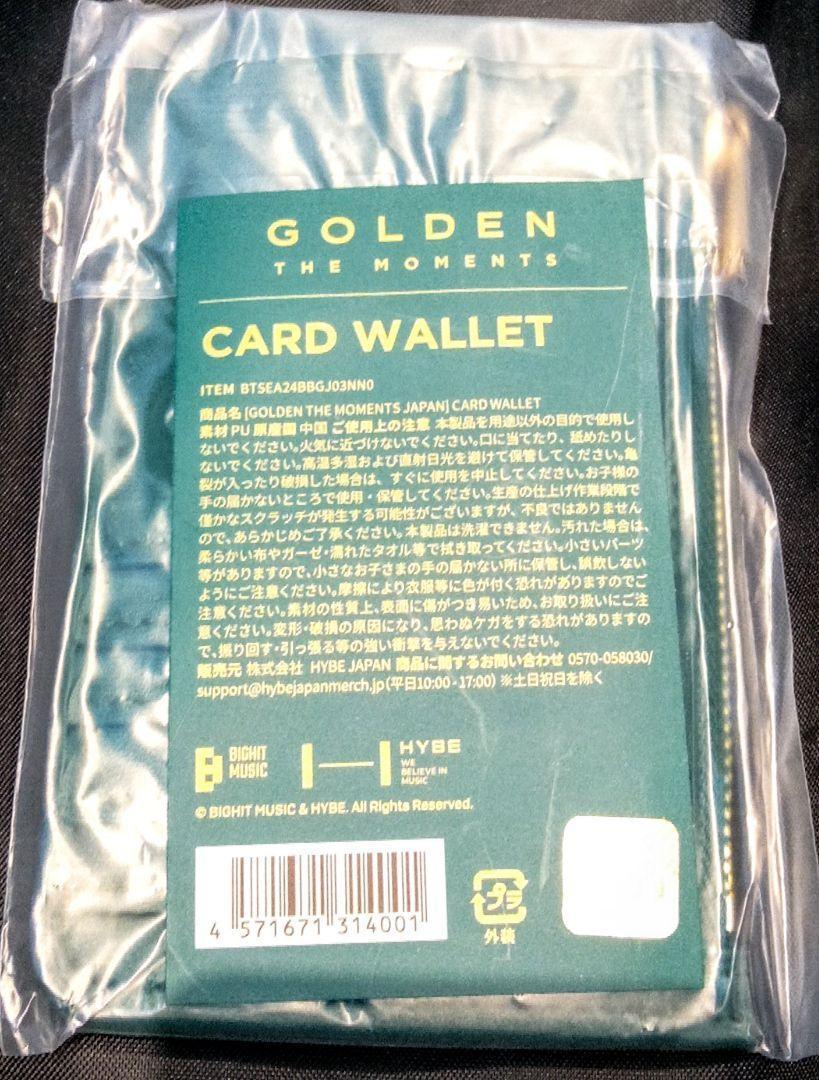 GOLDEN
THE MOMENTS
CARD WALLET
ITEM BTSEA24BBGJ03NN0
商品名 [GOLDEN THE MOMENTS JAPAN] CARD WALLET
素材 PU 原産国 中国 ご使用上の注意 本製品を用途以外の目的で使用し
ないでください。火気に近づけないでください。口に当てたり、舐めたりし
ないでください。高温多湿および直射日光を避けて保管してください。亀
裂が入ったり破損した場合は、すぐに使用を中止してください。お子様の
手の届かないところで使用・保管してください。生産の仕上げ作業段階で
僅かなスクラッチが発生する可能性がございますが、不良ではありません
ので、あらかじめご了承ください。本製品は洗濯できません。汚れた場合は、
柔らかい布やガーゼ・濡れたタオル等で拭き取ってください。小さいパーツ
等がありますので、小さなお子さまの手の届かない所に保管し、誤飲しない
ようにご注意ください。摩擦により衣服等に色が付く恐れがありますのでご
注意ください。素材の性質上、表面に傷がつき易いため、お取り扱いにご注
意ください。変形・破損の原因になり、思わぬケガをする恐れがありますの
で、振り回す・引っ張る等の強い衝撃を与えないでください。
販売元 株式会社 HYBE JAPAN 商品に関するお問い合わせ 0570-058030/
support@hybejapanmerch.jp (平日10:00 - 17:00) ※土日祝日を除く
BIGHIT
MUSIC
HYBE
WE
BELIEVE IN
MUSIC
© BIGHIT MUSIC & HYBE. All Rights Reserved.
4 571671 314001
プラ
外装